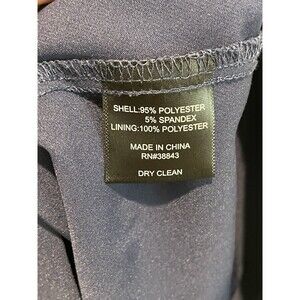 SHELL:95% POLYESTER
5% SPANDEX
LINING:100% POLYESTER
MADE IN CHINA
RN#38843
DRY CLEAN